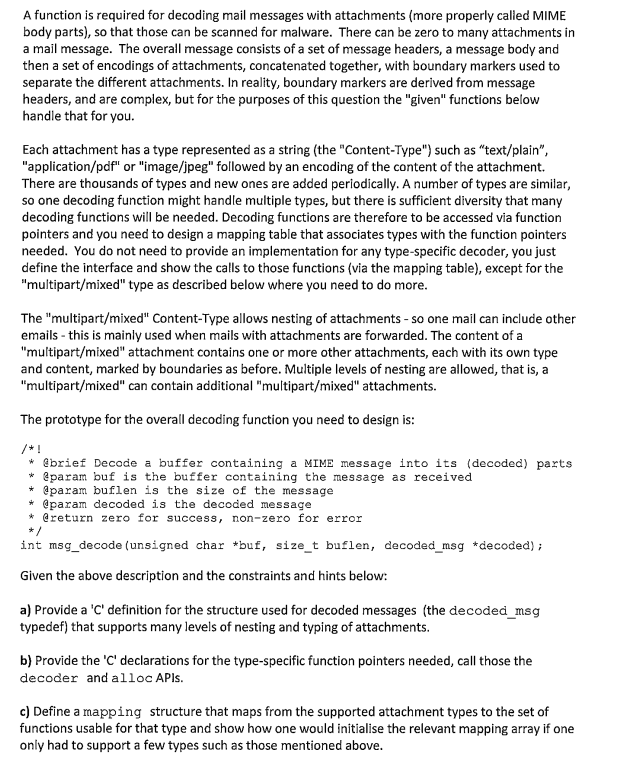 A function is required for decoding mail messages with attachments (more properly called MIME
body parts), so that those can be scanned for malware.  There can be zero to many attachments in
a mail message.  The overall message consists of a set of message headers, a message body and
then a set of encodings of attachments, concatenated together, with boundary markers used to
separate the different attachments. In reality, boundary markers are derived from message
headers, and are complex, but for the purposes of this question the "given" functions below
handle that for you.
Each attachment has a type represented as a string (the "Content-Type") such as "text/plain",
"application/pdf" or "image/jpeg" followed by an encoding of the content of the attachment.
There are thousands of types and new ones are added periodically. A number of types are similar,
so one decoding function might handle multiple types, but there is sufficient diversity that many
decoding functions will be needed. Decoding functions are therefore to be accessed via function
pointers and you need to design a mapping table that associates types with the function pointers
needed.  You do not need to provide an implementation for any type-specific decoder, you just
define the interface and show the calls to those functions (via the mapping table), except for the
"multipart/mixed" type as described below where you need to do more.
The "multipart/mixed" Content-Type allows nesting of attachments - so one mail can include other
emails - this is mainly used when mails with attachments are forwarded. The content of a
"multipart/mixed" attachment contains one or more other attachments, each with its own type
and content, marked by boundaries as before. Multiple levels of nesting are allowed, that is, a
"multipart/mixed" can contain additional "multipart/mixed" attachments.
The prototype for the overall decoding function you need to design is:
/*!
 * @brief Decode a buffer containing a MIME message into its (decoded) parts
 * @param buf is the buffer containing the message as received
 * @param buflen is the size of the message
 * @param decoded is the decoded message
 * @return zero for success, non-zero for error
 */
int msg_decode(unsigned char *buf, size_t buflen, decoded_msg *decoded);
Given the above description and the constraints and hints below:
a) Provide a 'C' definition for the structure used for decoded messages (the decoded_msg
typedef) that supports many levels of nesting and typing of attachments.
b) Provide the 'C' declarations for the type-specific function pointers needed, call those the
decoder and alloc APIs.
c) Define a mapping structure that maps from the supported attachment types to the set of
functions usable for that type and show how one would initialise the relevant mapping array if one
only had to support a few types such as those mentioned above.